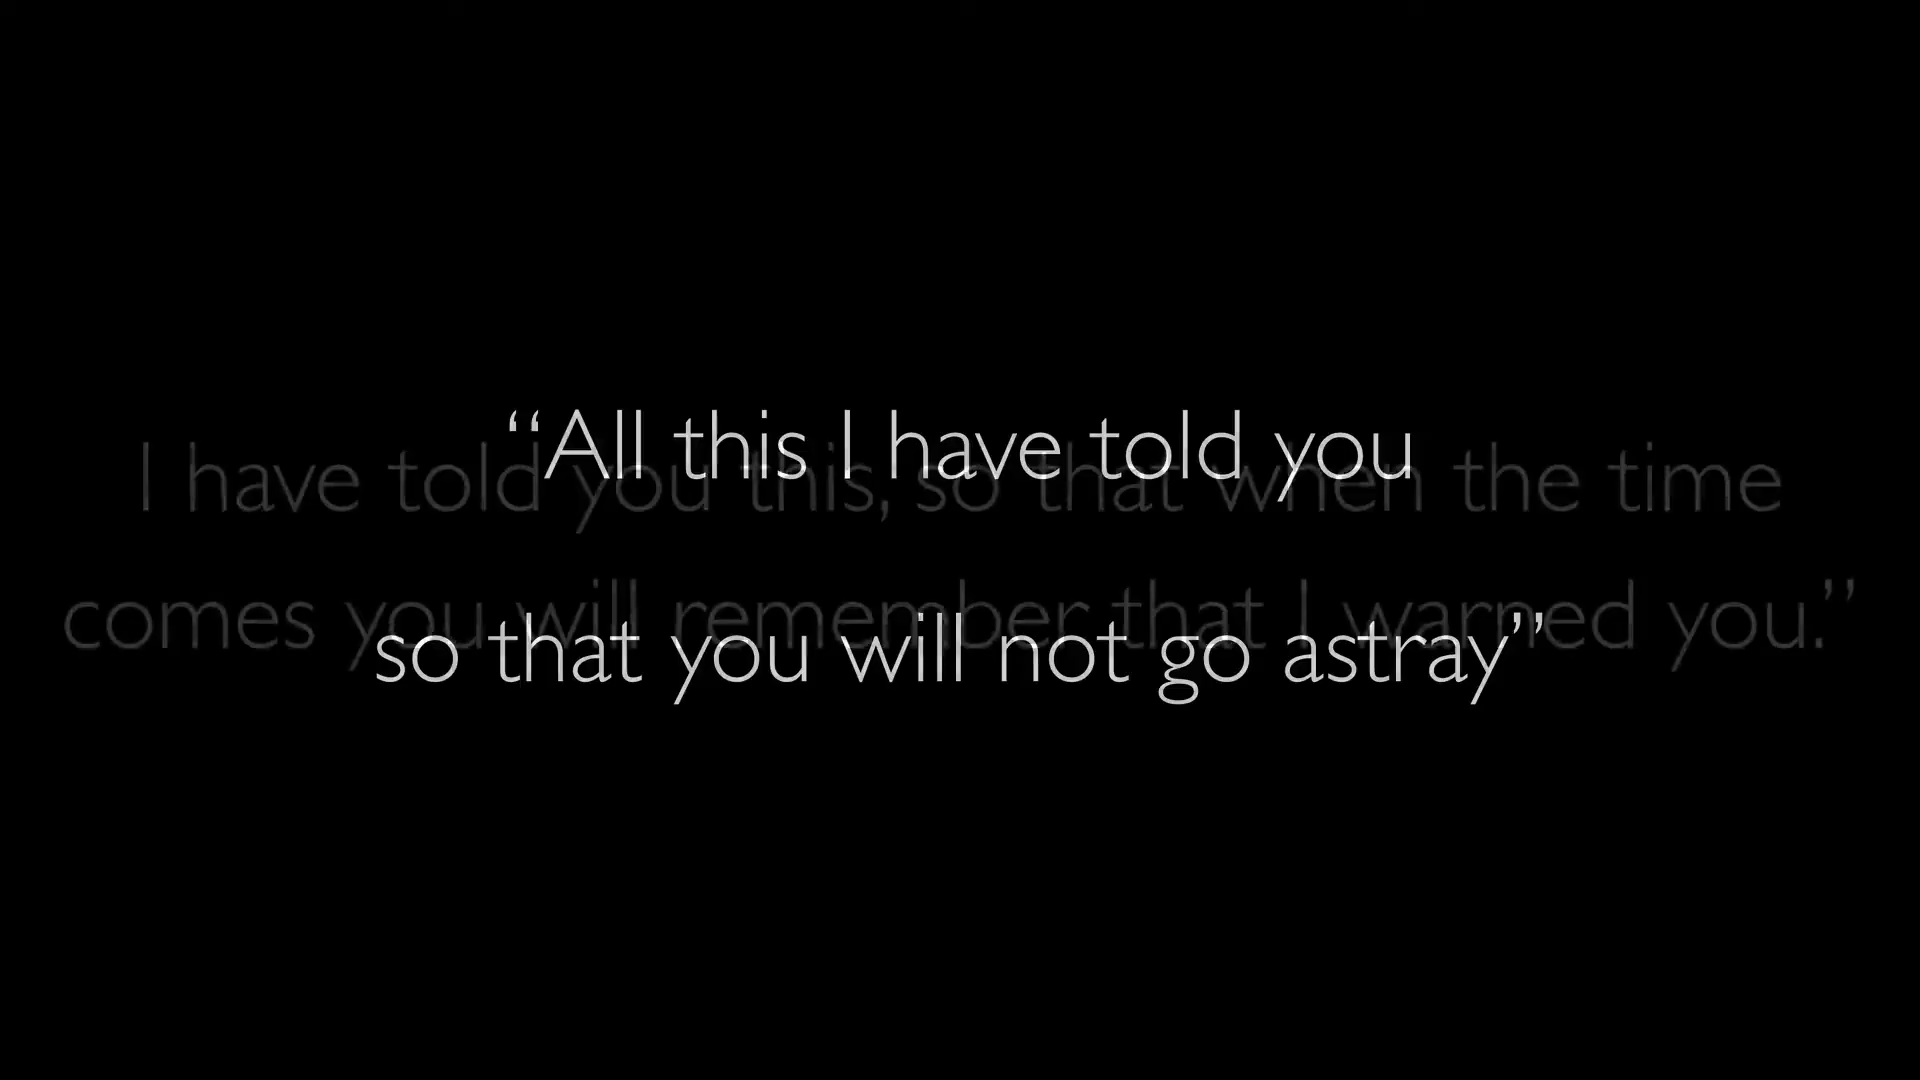 “All this I have told you
I have told you this, so that when the time
comes you will remember that I warned you.”
so that you will not go astray”